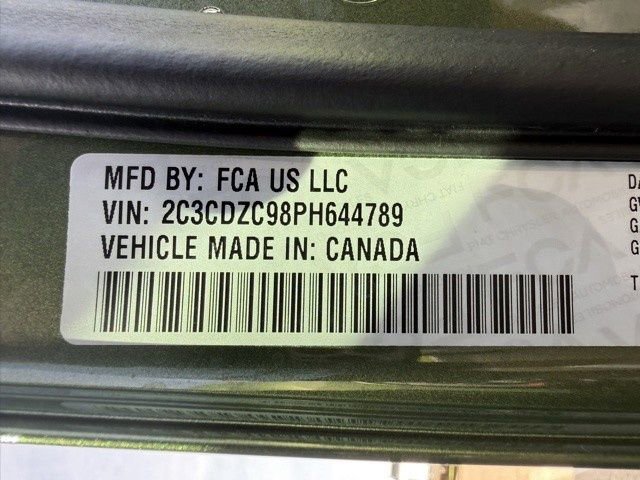 MFD BY: FCA US LLC
VIN: 2C3CDZC98PH644789
VEHICLE MADE IN: CANADA